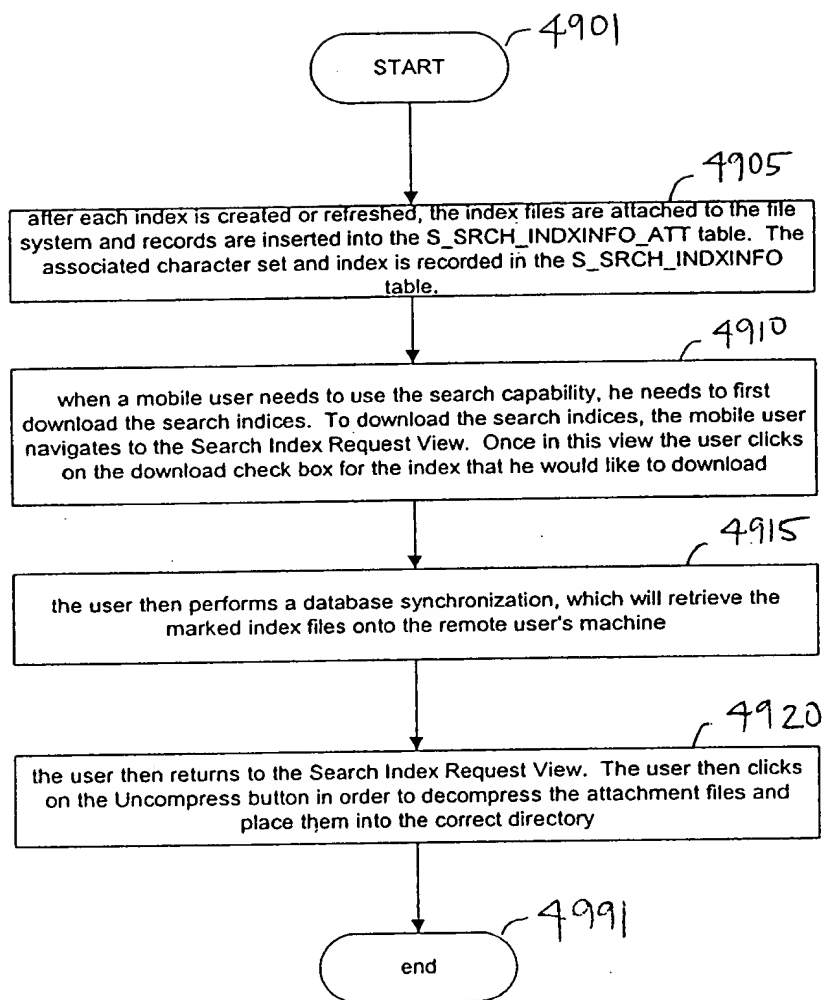 4901
START
4905
after each index is created or refreshed, the index files are attached to the file
system and records are inserted into the S_SRCH_INDXINFO_ATT table. The
associated character set and index is recorded in the S_SRCH_INDXINFO
table.
4910
when a mobile user needs to use the search capability, he needs to first
download the search indices. To download the search indices, the mobile user
navigates to the Search Index Request View. Once in this view the user clicks
on the download check box for the index that he would like to download
4915
the user then performs a database synchronization, which will retrieve the
marked index files onto the remote user's machine
4920
the user then returns to the Search Index Request View. The user then clicks
on the Uncompress button in order to decompress the attachment files and
place them into the correct directory
4991
end